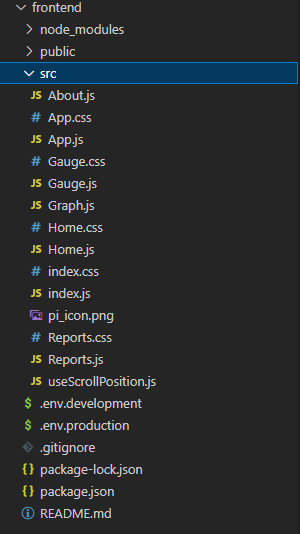 frontend
node_modules
public
src
JS About.js
# App.css
JS App.js
# Gauge.css
JS Gauge.js
JS Graph.js
# Home.css
JS Home.js
# index.css
JS index.js
pi_icon.png
# Reports.css
JS Reports.js
JS useScrollPosition.js
$ .env.development
$ .env.production
.gitignore
{} package-lock.json
{} package.json
README.md